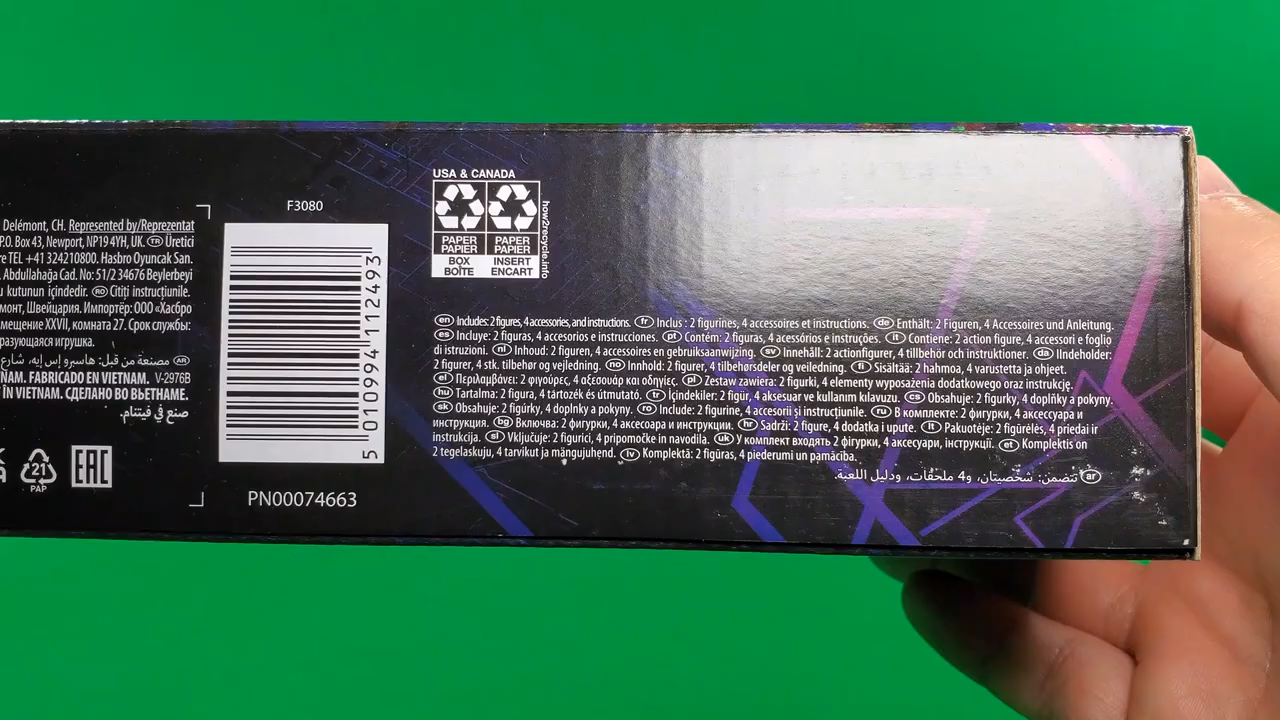 Delémont, CH. Represented by/Reprezentat
P.O. Box 43, Newport, NP19 4YH, UK. TR Üretici
re TEL +41 324210800. Hasbro Oyuncak San.
Abdullahağa Cad. No: 51/2 34676 Beylerbeyi
u kutunun içindedir. RO Citiți instrucțiunile.
монт, Швейцария. Импортёр: ООО «Хасбро
мещение XXVII, комната 27. Срок службы:
разующаяся игрушка.
AR مصنعة من قبل: هاسبرو إس إيه، شارع
NAM. FABRICADO EN VIETNAM. V-2976B
IN VIETNAM. СДЕЛАНО ВО ВЬЕТНАМЕ.
صنع في فيتنام.
21
PAP
EAC
F3080
5 010994 112493
PN00074663
USA & CANADA
PAPER PAPER
PAPIER PAPIER
BOX INSERT
BOÎTE ENCART
how2recycle.info
en Includes: 2 figures, 4 accessories, and instructions. fr Inclus : 2 figurines, 4 accessoires et instructions. de Enthält: 2 Figuren, 4 Accessoires und Anleitung.
es Incluye: 2 figuras, 4 accesorios e instrucciones. pt Contém: 2 figuras, 4 acessórios e instruções. it Contiene: 2 action figure, 4 accessori e foglio
di istruzioni. nl Inhoud: 2 figuren, 4 accessoires en gebruiksaanwijzing. sv Innehåll: 2 actionfigurer, 4 tillbehör och instruktioner. da Indeholder:
2 figurer, 4 stk. tilbehør og vejledning. no Innhold: 2 figurer, 4 tilbehørsdeler og veiledning. fi Sisältää: 2 hahmoa, 4 varustetta ja ohjeet.
el Περιλαμβάνει: 2 φιγούρες, 4 αξεσουάρ και οδηγίες. pl Zestaw zawiera: 2 figurki, 4 elementy wyposażenia dodatkowego oraz instrukcję.
hu Tartalma: 2 figura, 4 tartozék és útmutató. tr İçindekiler: 2 figür, 4 aksesuar ve kullanım kılavuzu. cs Obsahuje: 2 figurky, 4 doplňky a pokyny.
sk Obsahuje: 2 figúrky, 4 doplnky a pokyny. ro Include: 2 figurine, 4 accesorii și instrucțiunile. ru В комплекте: 2 фигурки, 4 аксессуара и
инструкция. bg Включва: 2 фигурки, 4 аксесоара и инструкции. hr Sadrži: 2 figure, 4 dodatka i upute. lt Pakuotėje: 2 figūrėlės, 4 priedai ir
instrukcija. sl Vključuje: 2 figurici, 4 pripomočke in navodila. uk У комплект входять 2 фігурки, 4 аксесуари, інструкції. et Komplektis on
2 tegelaskuju, 4 tarvikut ja mängujuhend. lv Komplektā: 2 figūras, 4 piederumi un pamācība.
ar تتضمن: شخصيتان، و4 ملحقات، ودليل اللعبة.